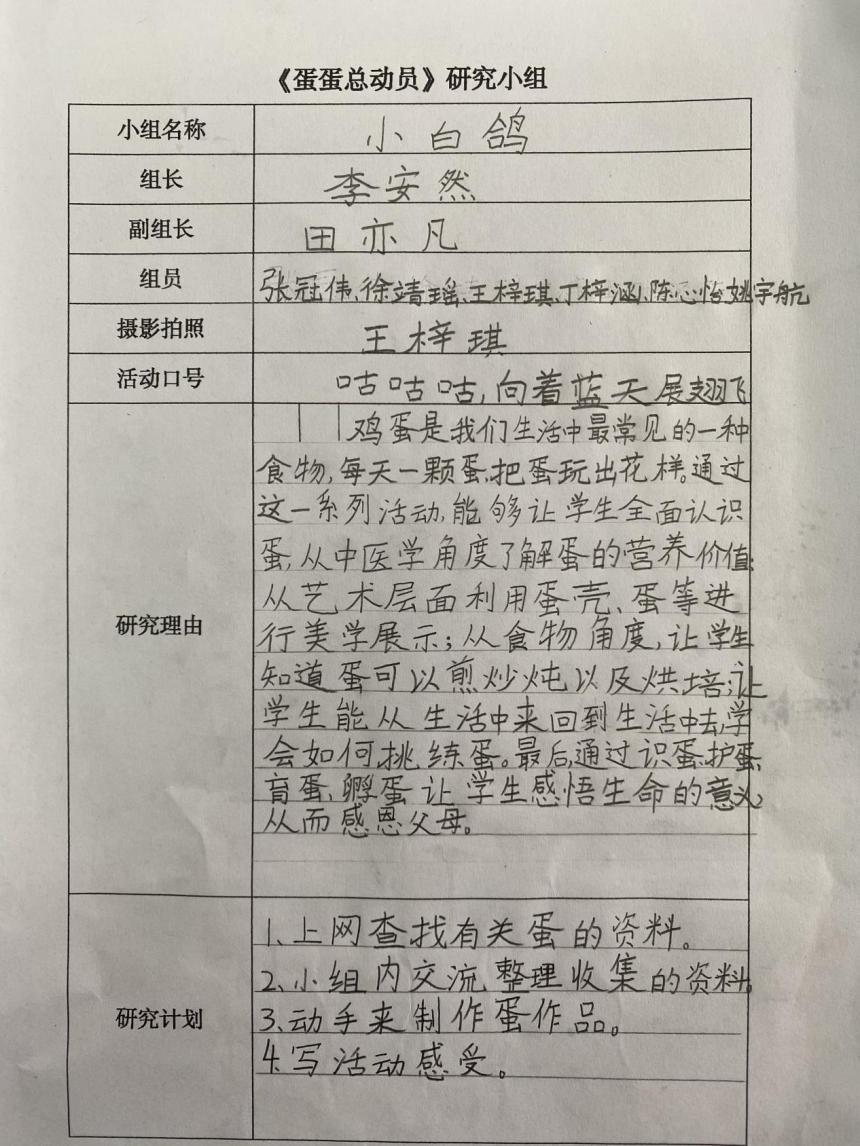 《蛋蛋总动员》研究小组
小组名称 小白鸽
组长 李安然
副组长 田亦凡
组员 张冠伟、徐靖瑶、王梓琪、丁梓涵、陈心怡、姚宇航
摄影拍照 王梓琪
活动口号 咕咕咕,向着蓝天展翅飞
研究理由
鸡蛋是我们生活中最常见的一种
食物,每天一颗蛋,把蛋玩出花样。通过
这一系列活动,能够让学生全面认识
蛋,从中医学角度了解蛋的营养价值;
从艺术层面利用蛋壳、蛋等进
行美学展示;从食物角度,让学生
知道蛋可以煎炒炖以及烘培;让
学生能从生活中来回到生活中去,学
会如何挑练蛋。最后,通过识蛋、护蛋、
育蛋、孵蛋让学生感悟生命的意义,
从而感恩父母。
研究计划
1、上网查找有关蛋的资料。
2、小组内交流整理收集的资料。
3、动手来制作蛋作品。
4、写活动感受。